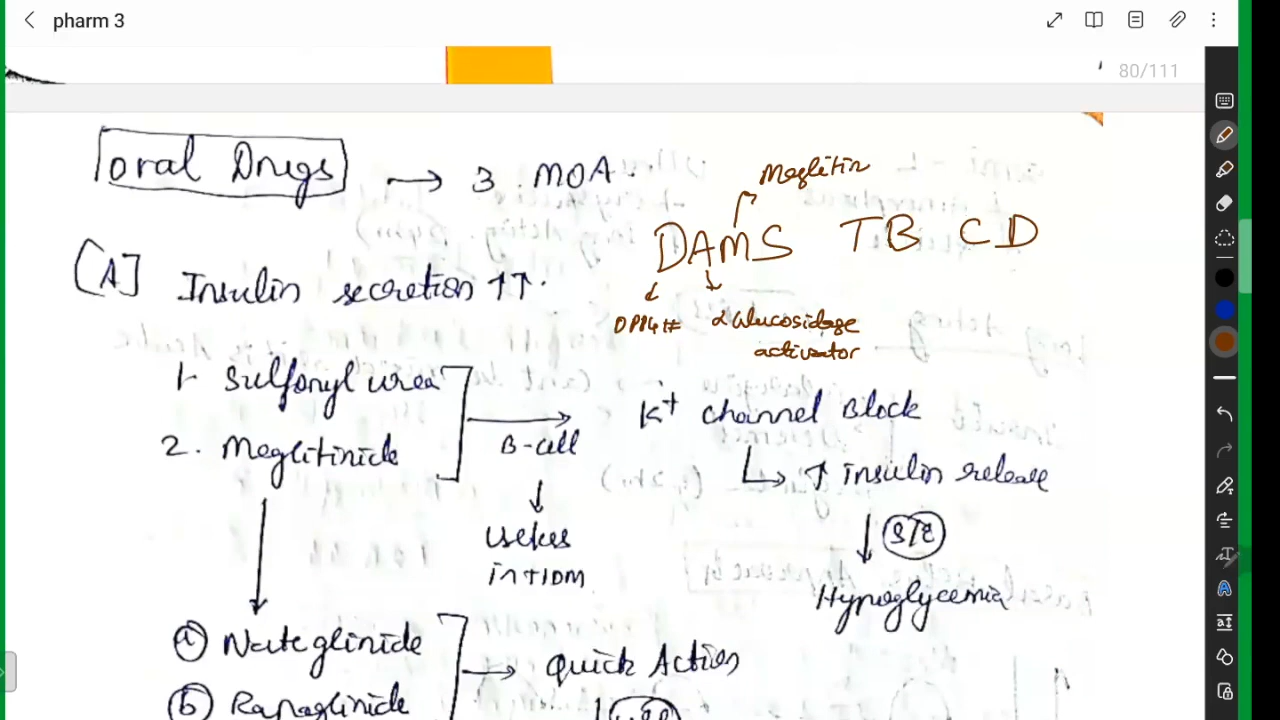 pharm 3
80/111
oral Drugs → 3 MOA.
Meglitin
DAMS TB CD
[A] Insulin secretion ↑↑.
DPP4 # α Glucosidase
activator
1. Sulfonyl urea
2. Meglitinide
B-cell
K+ channel Block
↳ ↑ insulin release
useless
in T1DM
S/E
Hypoglycemia
(a) Nateglinide
(b) Rapaglinide
→ quick Action